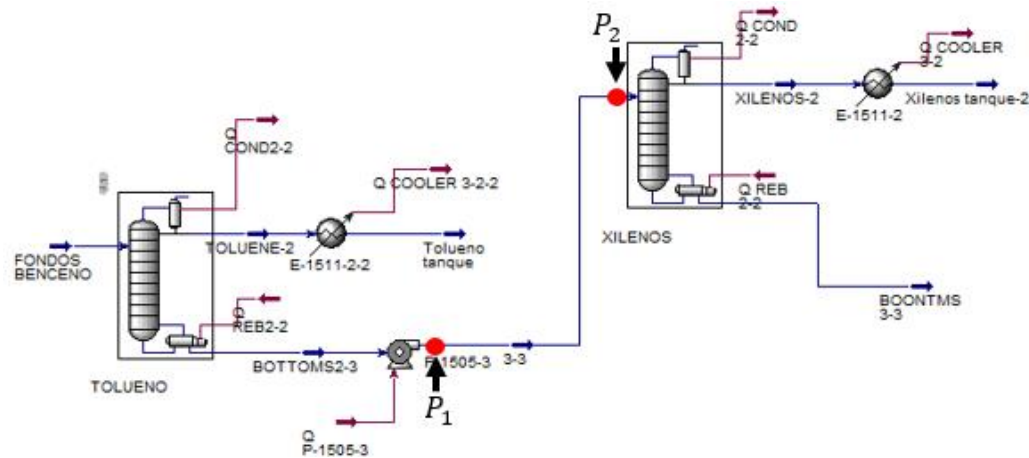 P₂
Q COND
2-2
Q COOLER
3-2
XILENOS-2
E-1511-2
Xilenos tanque-2
Q REB
2-2
XILENOS
BOONTMS
3-3
Q
COND2-2
Q COOLER 3-2-2
FONDOS
BENCENO
TOLUENE-2
E-1511-2-2
Tolueno
tanque
Q
REB2-2
BOTTOMS2-3
P-1505-3
3-3
TOLUENO
P₁
Q
P-1505-3